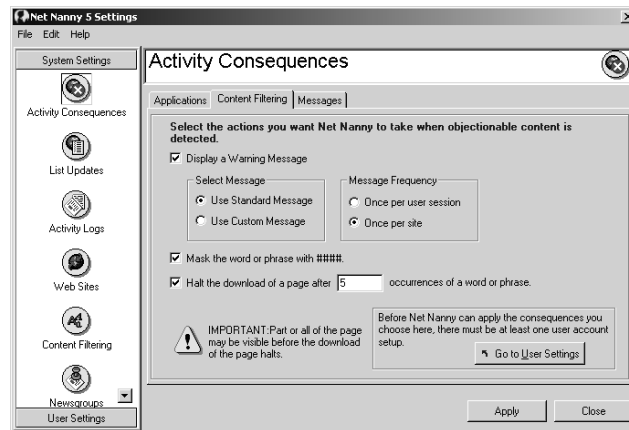 Net Nanny 5 Settings
File Edit Help
System Settings
Activity Consequences
List Updates
Activity Logs
Web Sites
Content Filtering
Newsgroups
User Settings
Activity Consequences
Applications Content Filtering Messages
Select the actions you want Net Nanny to take when objectionable content is
detected.
Display a Warning Message
Select Message
Use Standard Message
Use Custom Message
Message Frequency
Once per user session
Once per site
Mask the word or phrase with ####.
Halt the download of a page after 5 occurrences of a word or phrase.
IMPORTANT:Part or all of the page
may be visible before the download
of the page halts.
Before Net Nanny can apply the consequences you
choose here, there must be at least one user account
setup.
Go to User Settings
Apply Close